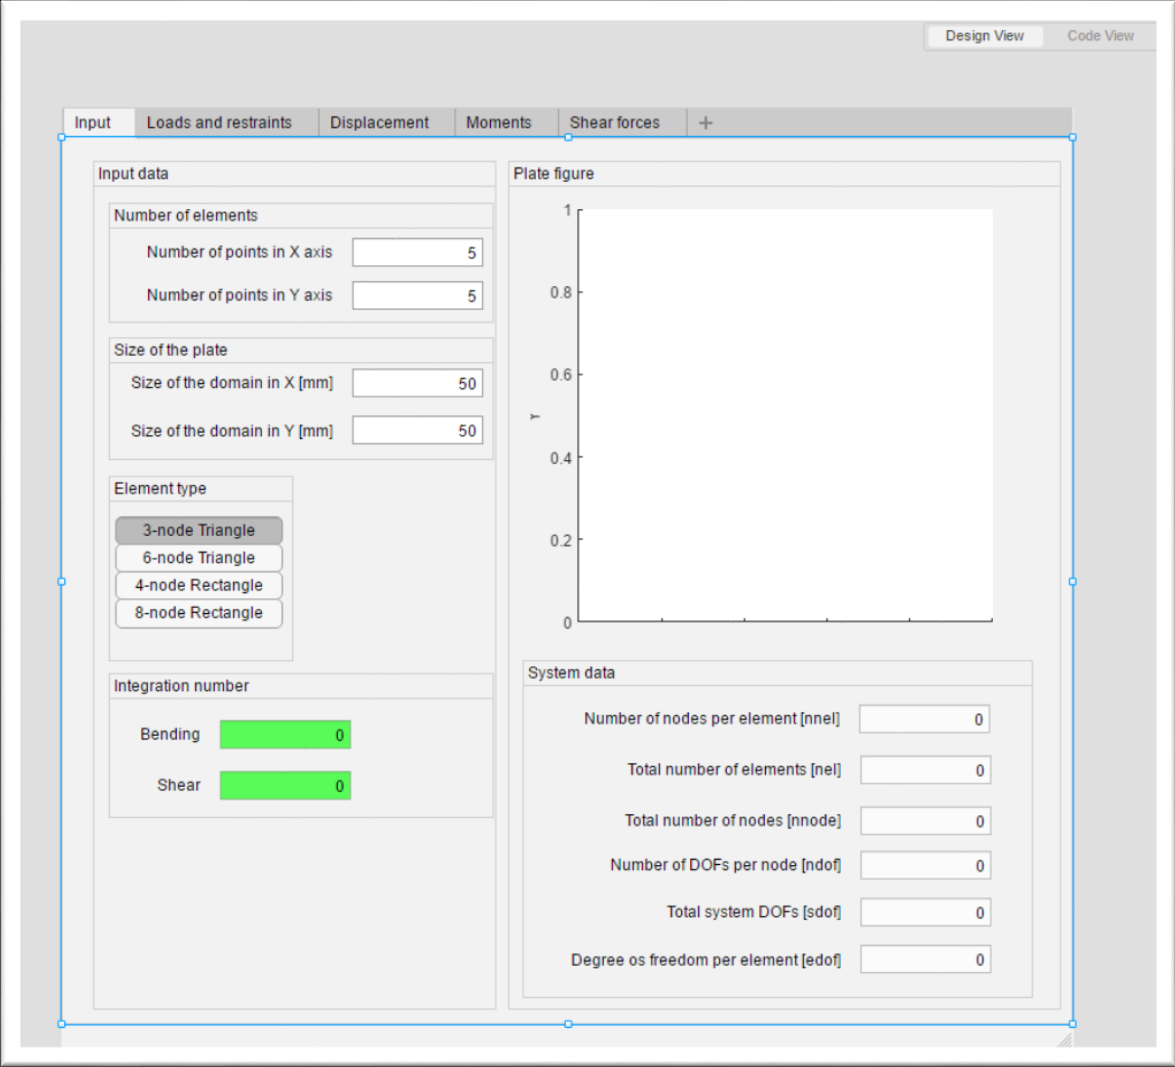 Design View Code View
Input Loads and restraints Displacement Moments Shear forces +
Input data
Number of elements
Number of points in X axis 5
Number of points in Y axis 5
Size of the plate
Size of the domain in X [mm] 50
Size of the domain in Y [mm] 50
Element type
3-node Triangle
6-node Triangle
4-node Rectangle
8-node Rectangle
Integration number
Bending 0
Shear 0
Plate figure
1
0.8
0.6
Y
0.4
0.2
0
System data
Number of nodes per element [nnel] 0
Total number of elements [nel] 0
Total number of nodes [nnode] 0
Number of DOFs per node [ndof] 0
Total system DOFs [sdof] 0
Degree os freedom per element [edof] 0